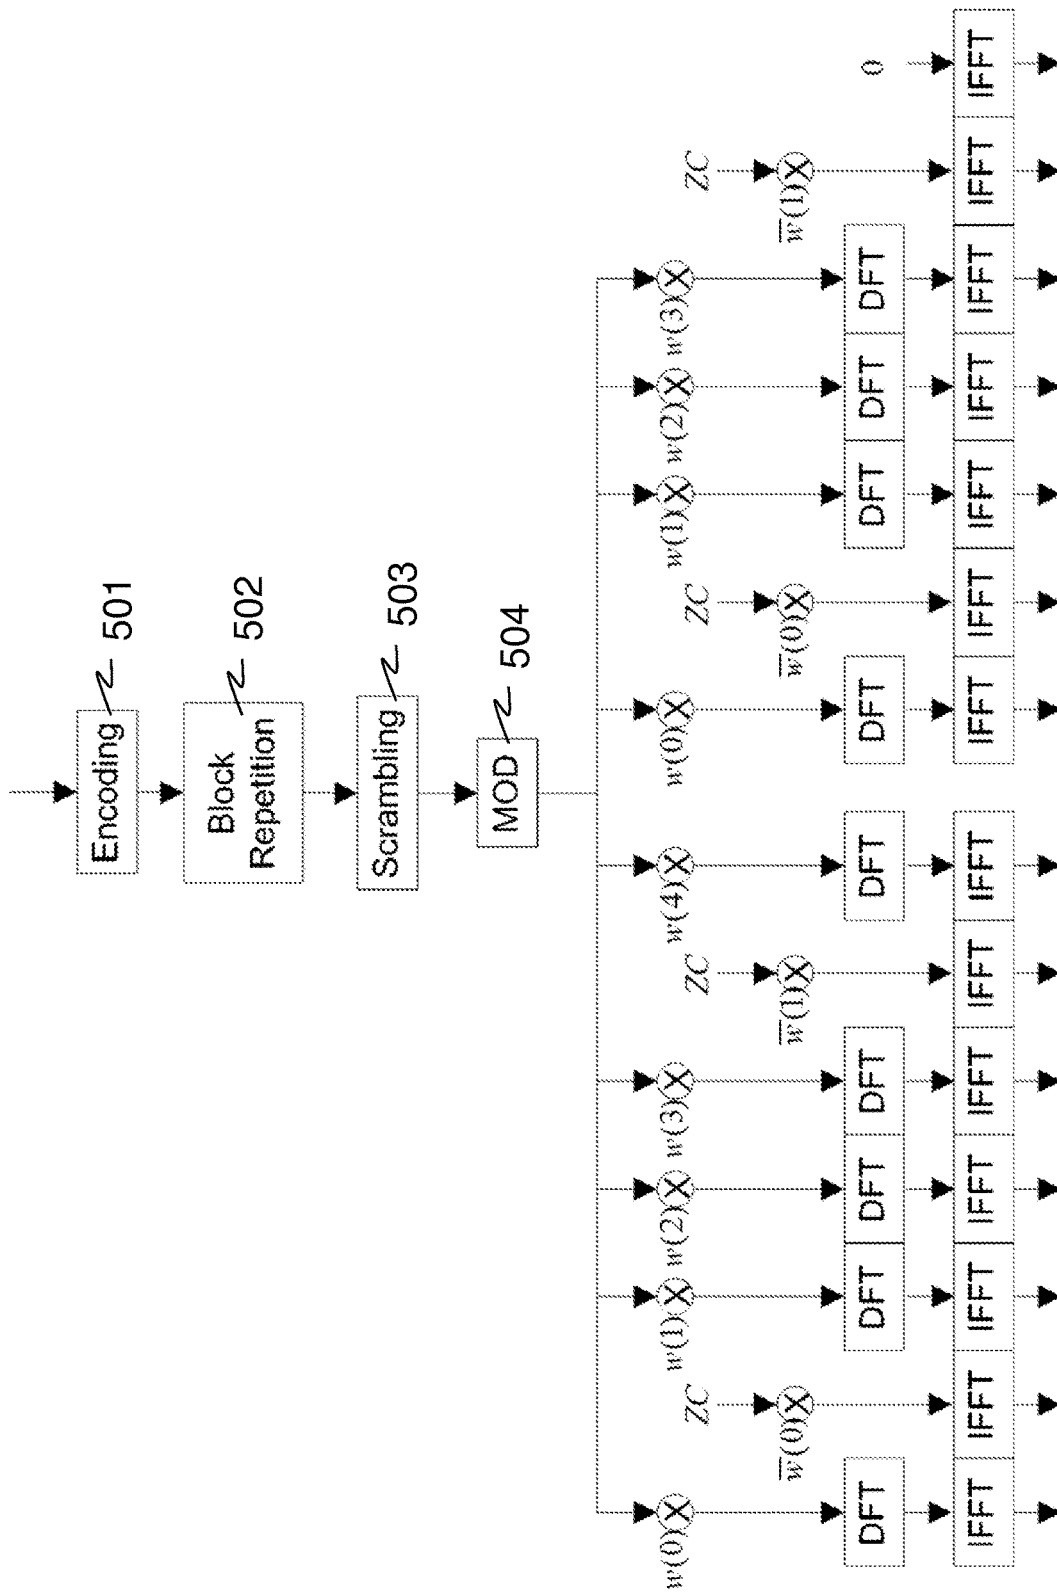 Encoding
501
Block
Repetition
502
Scrambling
503
MOD
504
w(0)
w(1)
w(2)
w(3)
w(4)
w(0)
w(1)
w(2)
w(3)
ZC
ZC
ZC
ZC
0
w̅(0)
w̅(1)
w̅(0)
w̅(1)
DFT
DFT
DFT
DFT
DFT
DFT
DFT
DFT
DFT
IFFT
IFFT
IFFT
IFFT
IFFT
IFFT
IFFT
IFFT
IFFT
IFFT
IFFT
IFFT
IFFT
IFFT